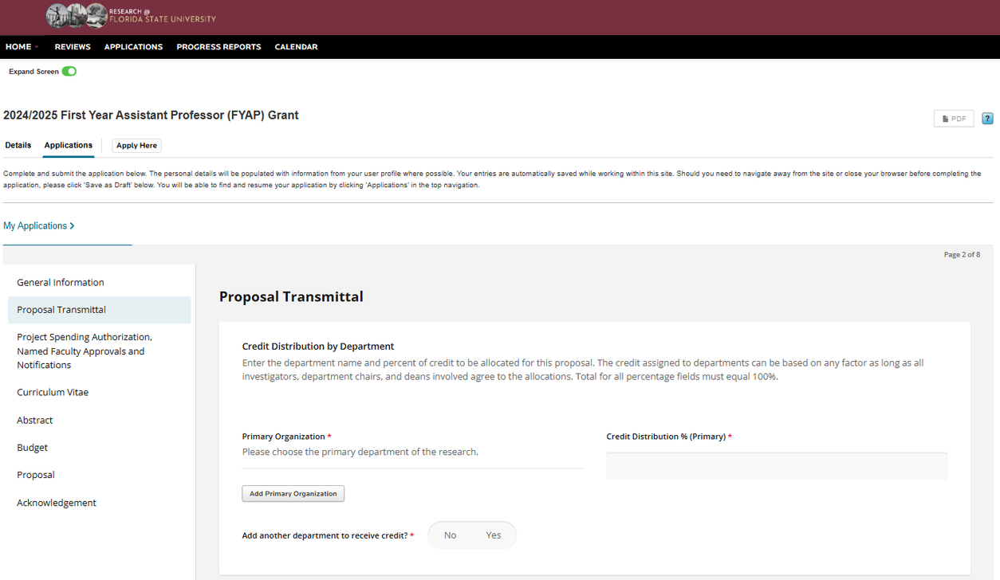 RESEARCH @
FLORIDA STATE UNIVERSITY
HOME REVIEWS APPLICATIONS PROGRESS REPORTS CALENDAR
Expand Screen
2024/2025 First Year Assistant Professor (FYAP) Grant
PDF ?
Details Applications Apply Here
Complete and submit the application below. The personal details will be populated with information from your user profile where possible. Your entries are automatically saved while working within this site. Should you need to navigate away from the site or close your browser before completing the
application, please click 'Save as Draft' below. You will be able to find and resume your application by clicking 'Applications' in the top navigation.
My Applications >
Page 2 of 8
General Information
Proposal Transmittal
Project Spending Authorization,
Named Faculty Approvals and
Notifications
Curriculum Vitae
Abstract
Budget
Proposal
Acknowledgement
Proposal Transmittal
Credit Distribution by Department
Enter the department name and percent of credit to be allocated for this proposal. The credit assigned to departments can be based on any factor as long as all
investigators, department chairs, and deans involved agree to the allocations. Total for all percentage fields must equal 100%.
Primary Organization *
Please choose the primary department of the research.
Add Primary Organization
Credit Distribution % (Primary) *
Add another department to receive credit? * No Yes